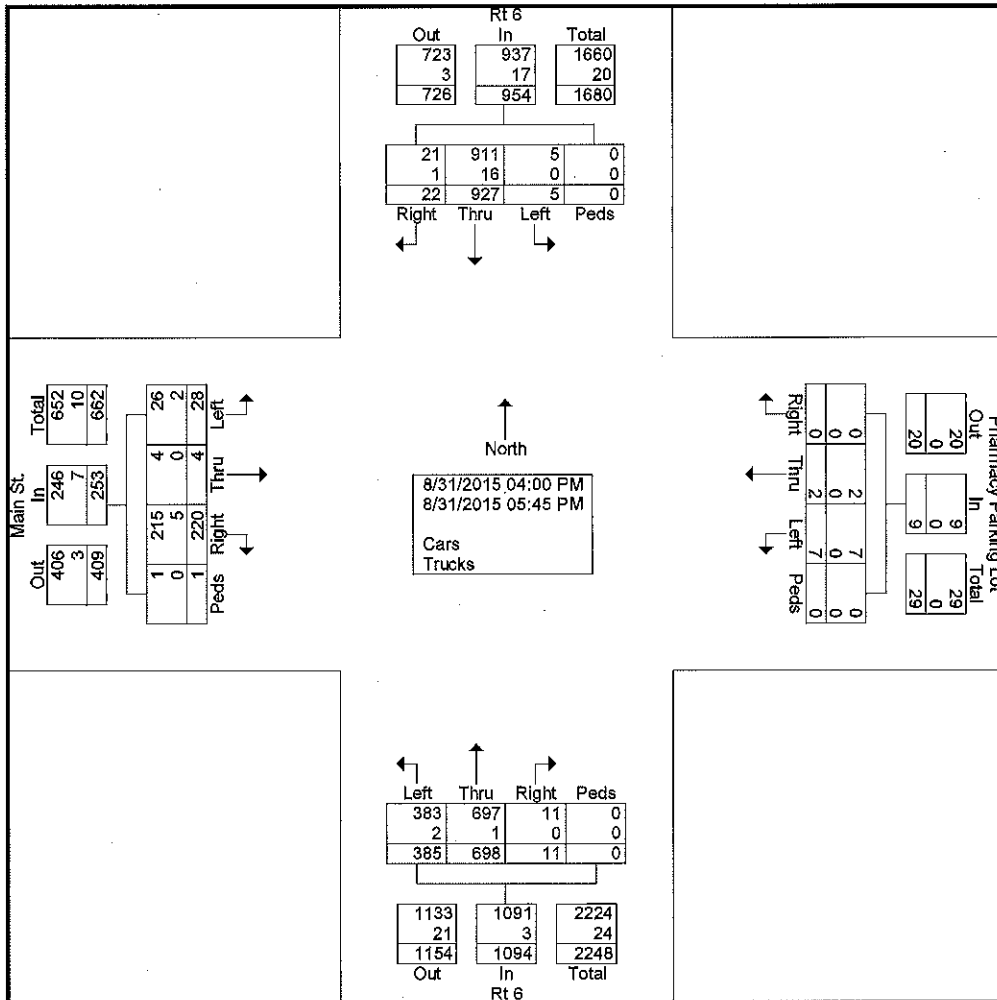 Rt 6
Out In Total
723 937 1660
3 17 20
726 954 1680
21 911 5 0
1 16 0 0
22 927 5 0
Right Thru Left Peds
Main St.
Total In Out
652 246 406
10 7 3
662 253 409
26 4 215 1
2 0 5 0
28 4 220 1
Left Thru Right Peds
North
8/31/2015 04:00 PM
8/31/2015 05:45 PM
Cars
Trucks
Pharmacy Parking Lot
Out In Total
20 9 29
0 0 0
20 9 29
0 2 7 0
0 0 0 0
0 2 7 0
Right Thru Left Peds
Left Thru Right Peds
383 697 11 0
2 1 0 0
385 698 11 0
1133 1091 2224
21 3 24
1154 1094 2248
Out In Total
Rt 6